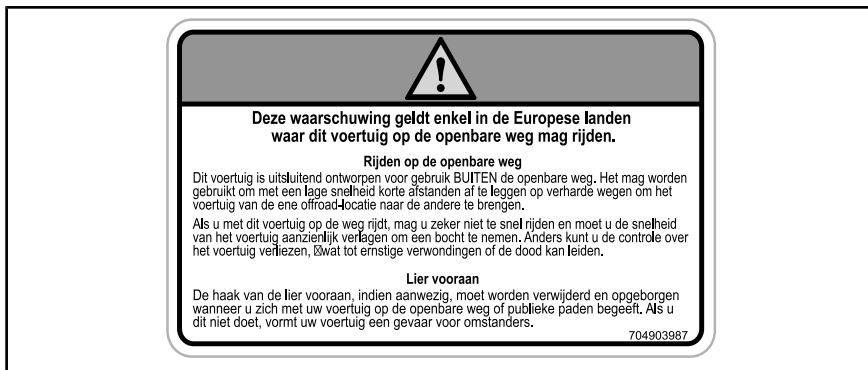 Deze waarschuwing geldt enkel in de Europese landen
waar dit voertuig op de openbare weg mag rijden.
Rijden op de openbare weg
Dit voertuig is uitsluitend ontworpen voor gebruik BUITEN de openbare weg. Het mag worden
gebruikt om met een lage snelheid korte afstanden af te leggen op verharde wegen om het
voertuig van de ene offroad-locatie naar de andere te brengen.
Als u met dit voertuig op de weg rijdt, mag u zeker niet te snel rijden en moet u de snelheid
van het voertuig aanzienlijk verlagen om een bocht te nemen. Anders kunt u de controle over
het voertuig verliezen, wat tot ernstige verwondingen of de dood kan leiden.
Lier vooraan
De haak van de lier vooraan, indien aanwezig, moet worden verwijderd en opgeborgen
wanneer u zich met uw voertuig op de openbare weg of publieke paden begeeft. Als u
dit niet doet, vormt uw voertuig een gevaar voor omstanders.
704903987